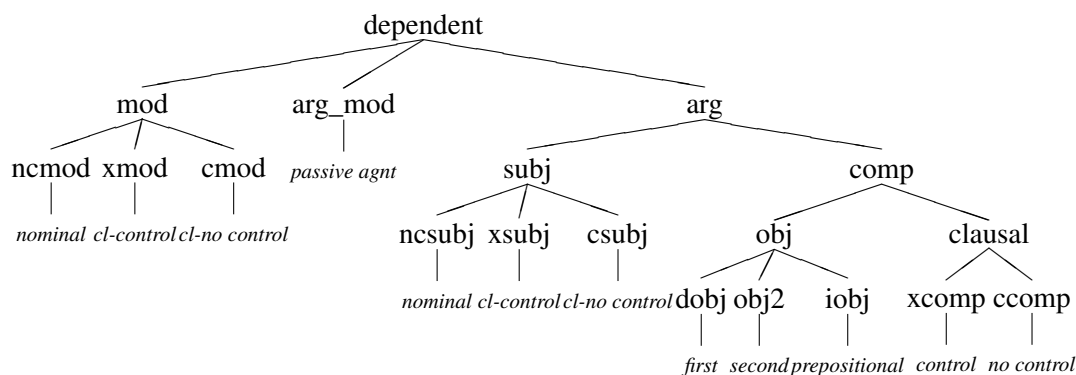 dependent
mod arg_mod arg
ncmod xmod cmod passive agnt subj comp
nominal cl-control cl-no control ncsubj xsubj csubj obj clausal
nominal cl-control cl-no control dobj obj2 iobj xcomp ccomp
first second prepositional control no control